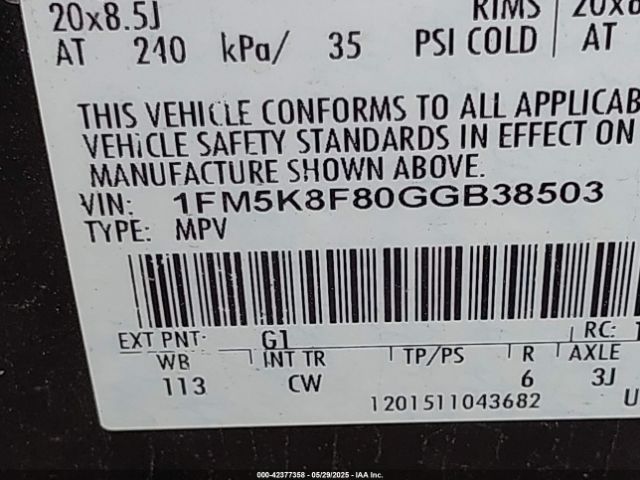 20x8.5J RIMS 20x8
AT 240 kPa/ 35 PSI COLD AT
THIS VEHICLE CONFORMS TO ALL APPLICAB
VEHICLE SAFETY STANDARDS IN EFFECT ON
MANUFACTURE SHOWN ABOVE.
VIN: 1FM5K8F80GGB38503
TYPE: MPV
EXT PNT: G1 RC:
WB INT TR TP/PS R AXLE
113 CW 6 3J
1201511043682 U
000-42377358 - 05/29/2025 - IAA Inc.